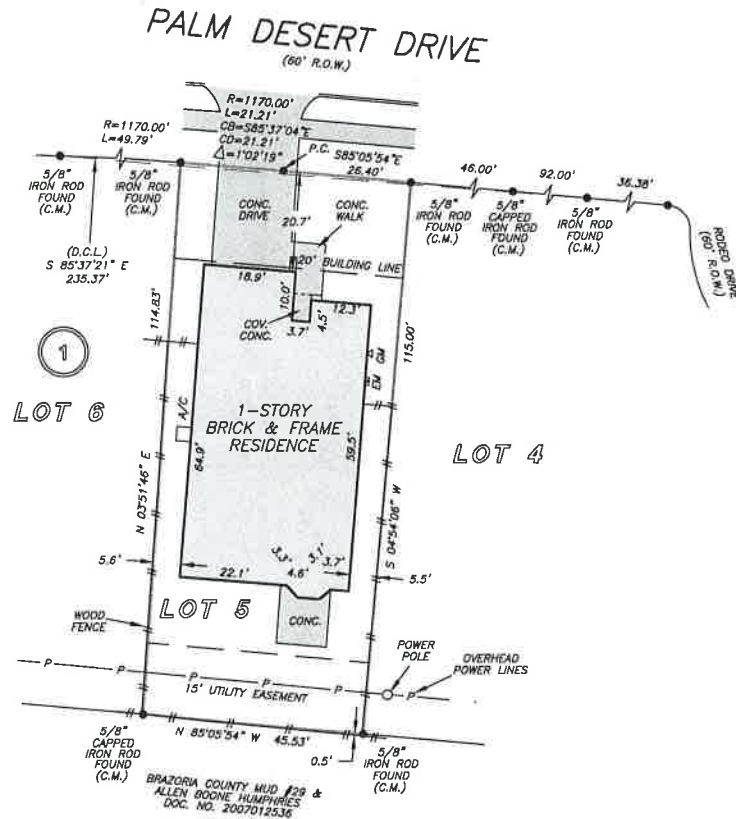 PALM DESERT DRIVE
(60' R.O.W.)
R=1170.00'
L=49.79'
R=1170.00'
L=21.21'
CB=S85°37'04"E
CD=21.21'
Δ=1°02'19"
P.C.
S85°05'54"E
26.40'
46.00'
92.00'
36.38'
5/8"
IRON ROD
FOUND
(C.M.)
5/8"
IRON ROD
FOUND
(C.M.)
5/8"
IRON ROD
FOUND
(C.M.)
5/8"
CAPPED
IRON ROD
FOUND
(C.M.)
5/8"
IRON ROD
FOUND
(C.M.)
RODEO DRIVE
(60' R.O.W.)
(D.C.L.)
S 85°37'21" E
235.37'
CONC.
DRIVE
20.7'
CONC.
WALK
20' BUILDING LINE
18.9'
10.0'
12.3'
4.5'
3.7'
COV.
CONC.
114.83'
115.00'
1
LOT 6
A/C
GM
EM
1-STORY
BRICK & FRAME
RESIDENCE
64.9'
59.5'
LOT 4
N 03°51'46" E
S 04°54'06" W
3.3'
3.1'
3.7'
4.6'
22.1'
5.6'
5.5'
LOT 5
CONC.
WOOD
FENCE
POWER
POLE
OVERHEAD
POWER LINES
P P P P P P
15' UTILITY EASEMENT
N 85°05'54" W 45.53'
0.5'
5/8"
CAPPED
IRON ROD
FOUND
(C.M.)
5/8"
IRON ROD
FOUND
(C.M.)
BRAZORIA COUNTY MUD #29 &
ALLEN BOONE HUMPHRIES
DOC. NO. 2007012536